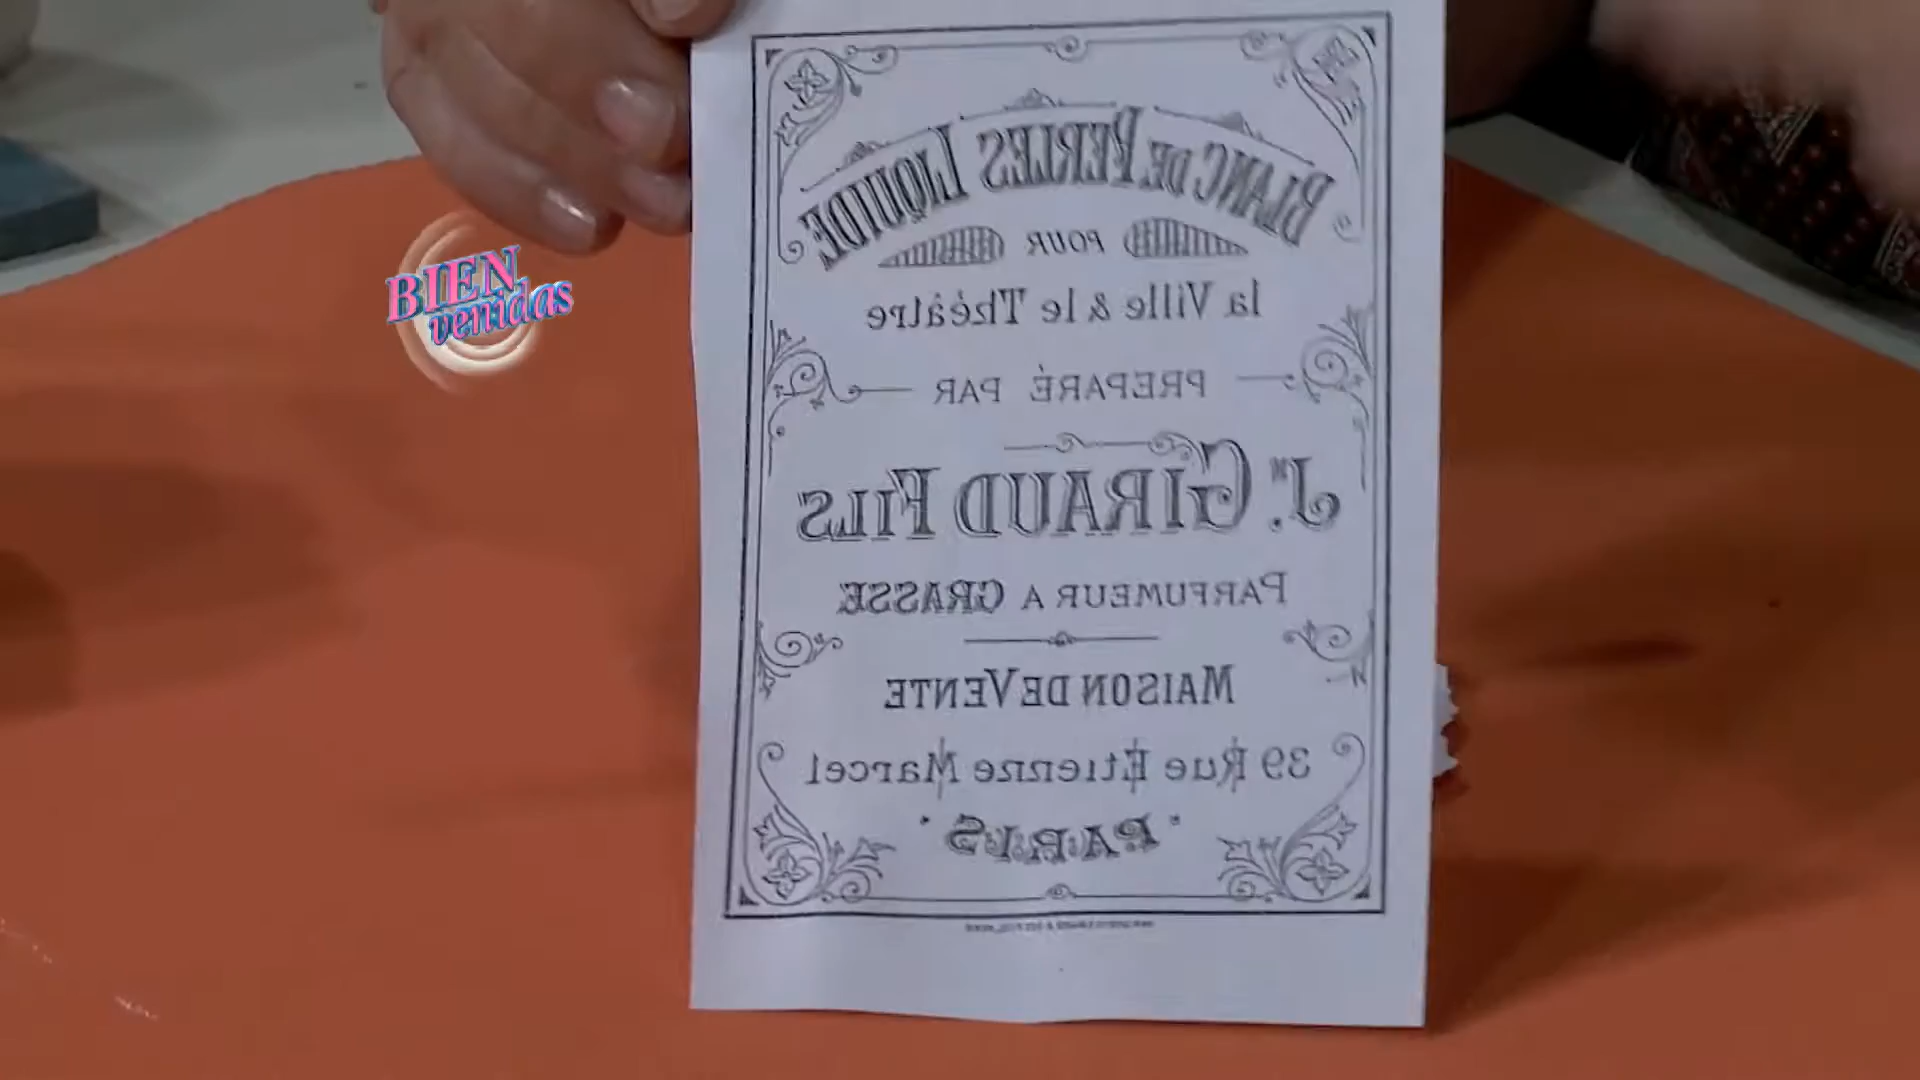 BIEN
venidas
BLANC DE PERLES LIQUIDE
POUR
la Ville & le Théâtre
PREPARÉ PAR
Jn. GIRAUD FILS
PARFUMEUR A GRASSE
MAISON DE VENTE
39 Rue Etienne Marcel
PARIS